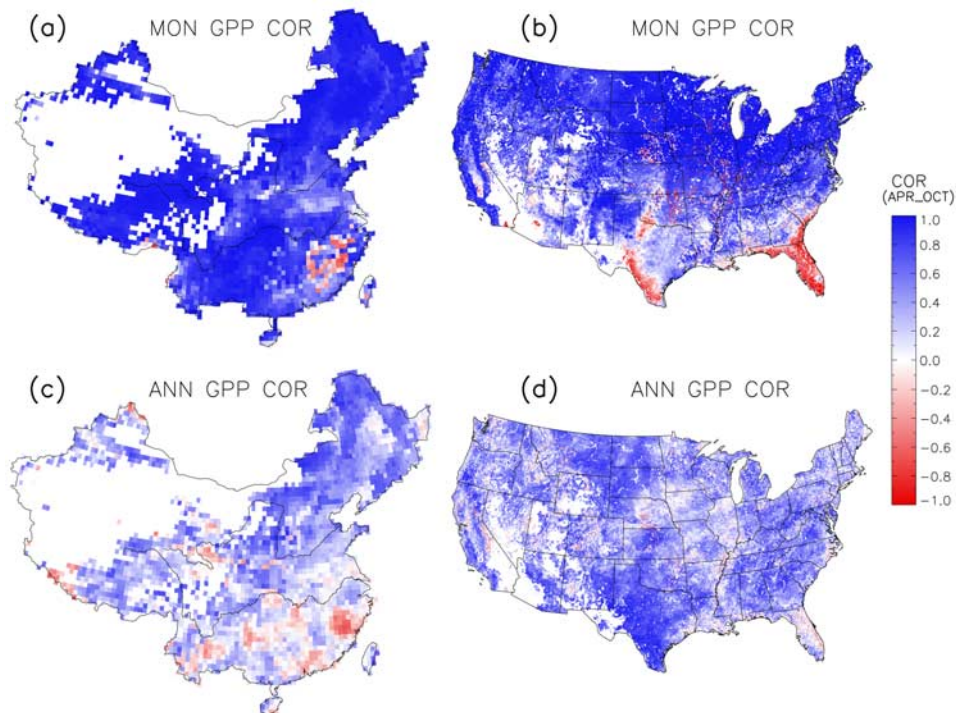 (a) MON GPP COR
(b) MON GPP COR
COR
(APR_OCT)
1.0
0.8
0.6
0.4
0.2
0.0
-0.2
-0.4
-0.6
-0.8
-1.0
(c) ANN GPP COR
(d) ANN GPP COR